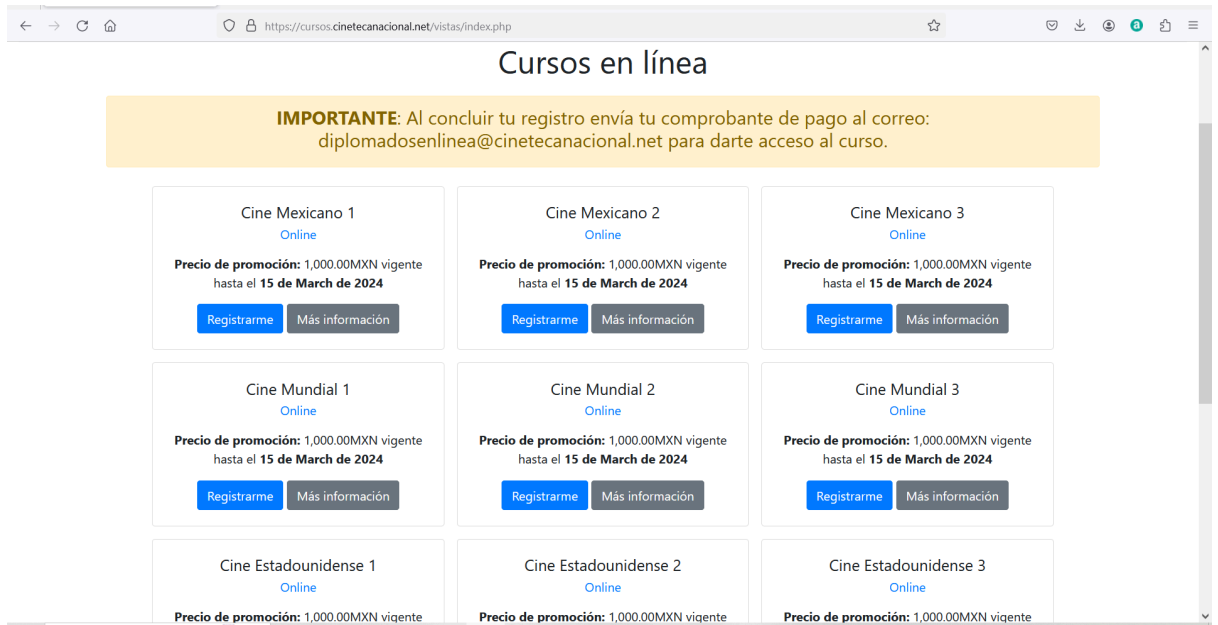 https://cursos.cinetecanacional.net/vistas/index.php
Cursos en línea
IMPORTANTE: Al concluir tu registro envía tu comprobante de pago al correo:
diplomadosenlinea@cinetecanacional.net para darte acceso al curso.
Cine Mexicano 1
Online
Precio de promoción: 1,000.00MXN vigente
hasta el 15 de March de 2024
Registrarme Más información
Cine Mexicano 2
Online
Precio de promoción: 1,000.00MXN vigente
hasta el 15 de March de 2024
Registrarme Más información
Cine Mexicano 3
Online
Precio de promoción: 1,000.00MXN vigente
hasta el 15 de March de 2024
Registrarme Más información
Cine Mundial 1
Online
Precio de promoción: 1,000.00MXN vigente
hasta el 15 de March de 2024
Registrarme Más información
Cine Mundial 2
Online
Precio de promoción: 1,000.00MXN vigente
hasta el 15 de March de 2024
Registrarme Más información
Cine Mundial 3
Online
Precio de promoción: 1,000.00MXN vigente
hasta el 15 de March de 2024
Registrarme Más información
Cine Estadounidense 1
Online
Precio de promoción: 1,000.00MXN vigente
Cine Estadounidense 2
Online
Precio de promoción: 1,000.00MXN vigente
Cine Estadounidense 3
Online
Precio de promoción: 1,000.00MXN vigente